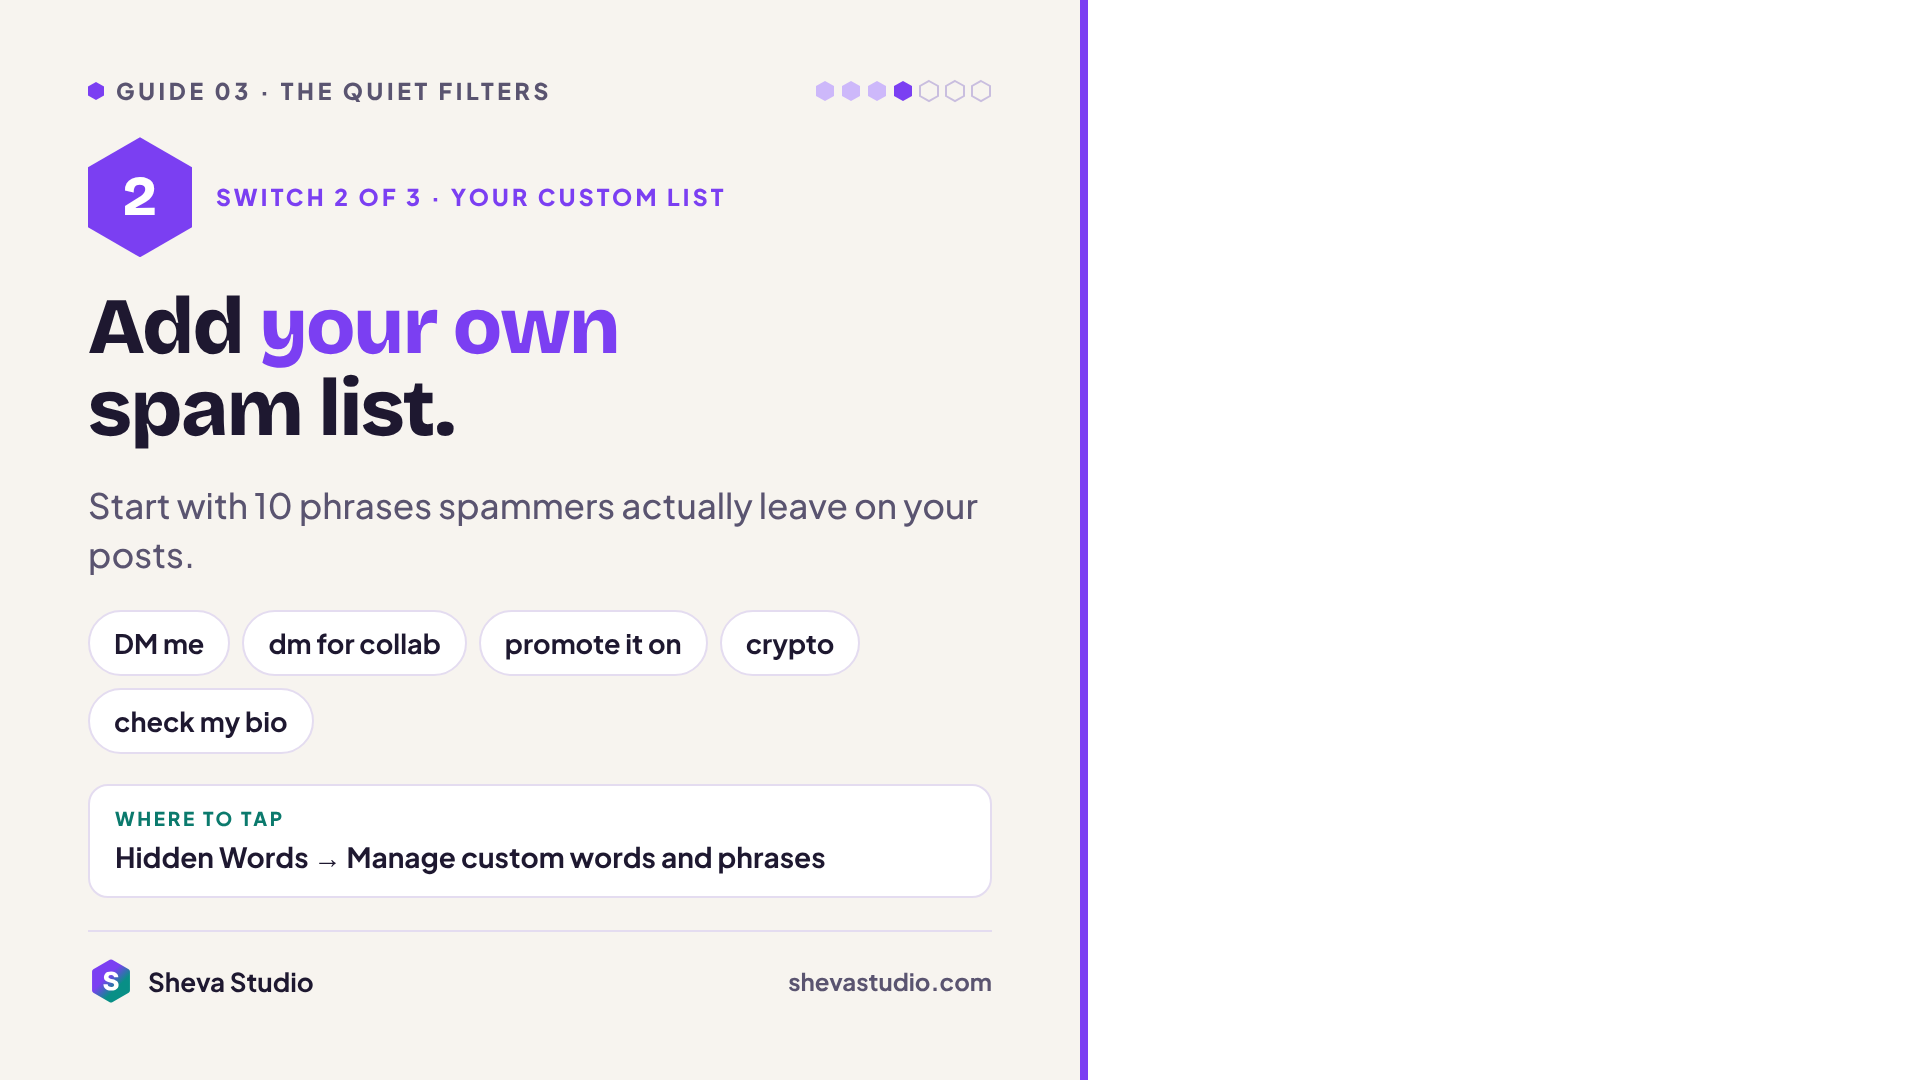 GUIDE 03 · THE QUIET FILTERS
2
SWITCH 2 OF 3 · YOUR CUSTOM LIST
Add your own
spam list.
Start with 10 phrases spammers actually leave on your
posts.
DM me
dm for collab
promote it on
crypto
check my bio
WHERE TO TAP
Hidden Words → Manage custom words and phrases
S
Sheva Studio
shevastudio.com